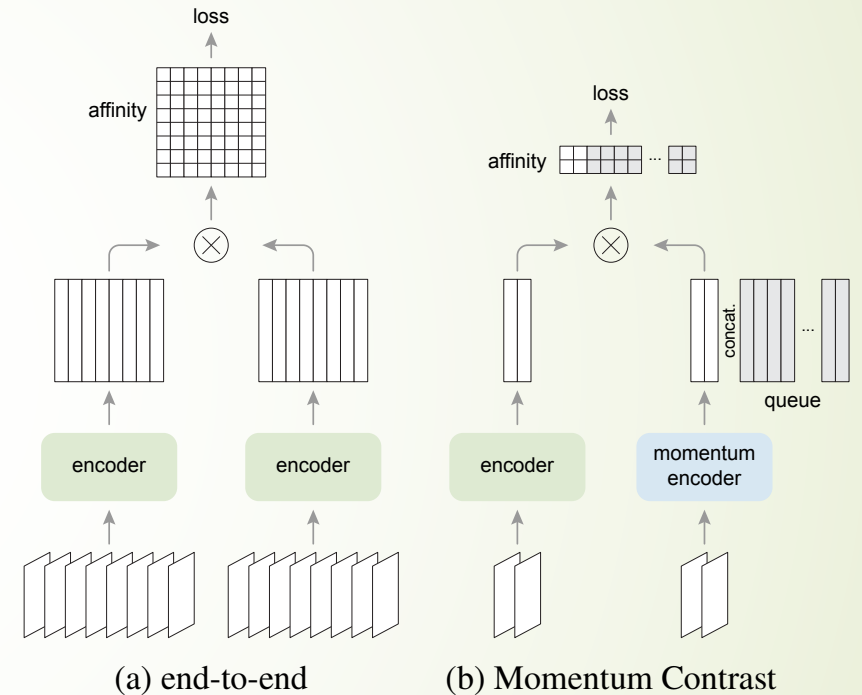 loss
affinity
encoder
encoder
(a) end-to-end
loss
affinity
...
concat.
...
queue
encoder
momentum
encoder
(b) Momentum Contrast